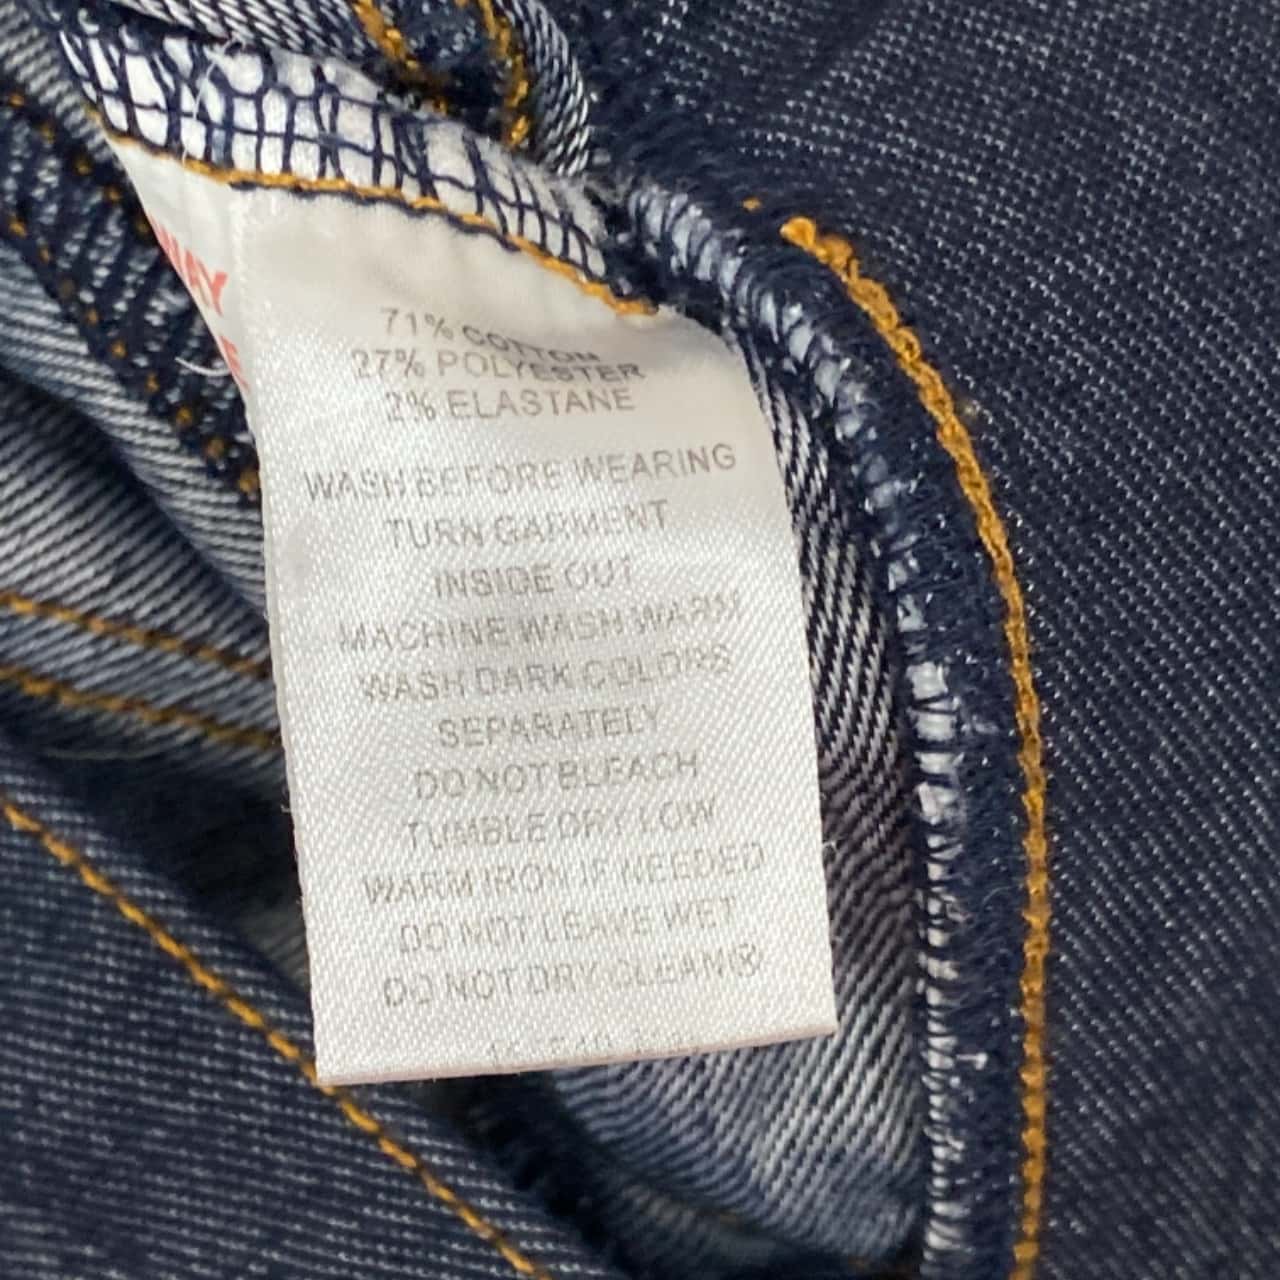 WAY
71% COTTON
27% POLYESTER
2% ELASTANE
WASH BEFORE WEARING
TURN GARMENT
INSIDE OUT
MACHINE WASH WARM
WASH DARK COLORS
SEPARATELY
DO NOT BLEACH
TUMBLE DRY LOW
WARM IRON IF NEEDED
DO NOT LEAVE WET
DO NOT DRY CLEAN